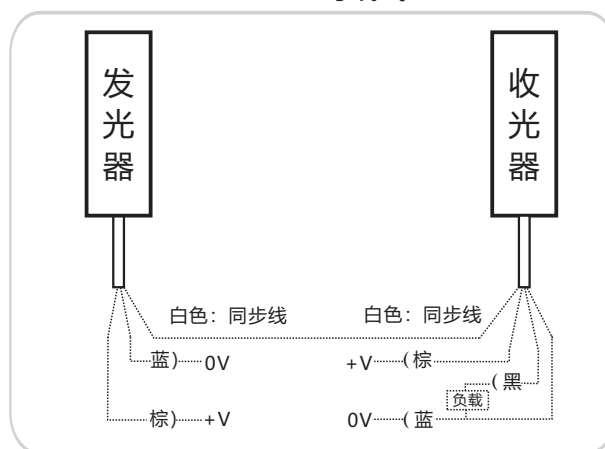 发光器
收光器
白色：同步线 白色：同步线
蓝) 0V +V (棕
(黑
负载
棕) +V 0V (蓝